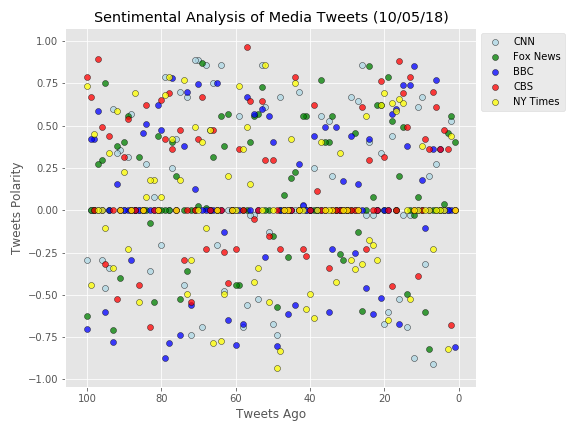 Sentimental Analysis of Media Tweets (10/05/18)
CNN
Fox News
BBC
CBS
NY Times
Tweets Polarity
1.00
0.75
0.50
0.25
0.00
−0.25
−0.50
−0.75
−1.00
100
80
60
40
20
0
Tweets Ago